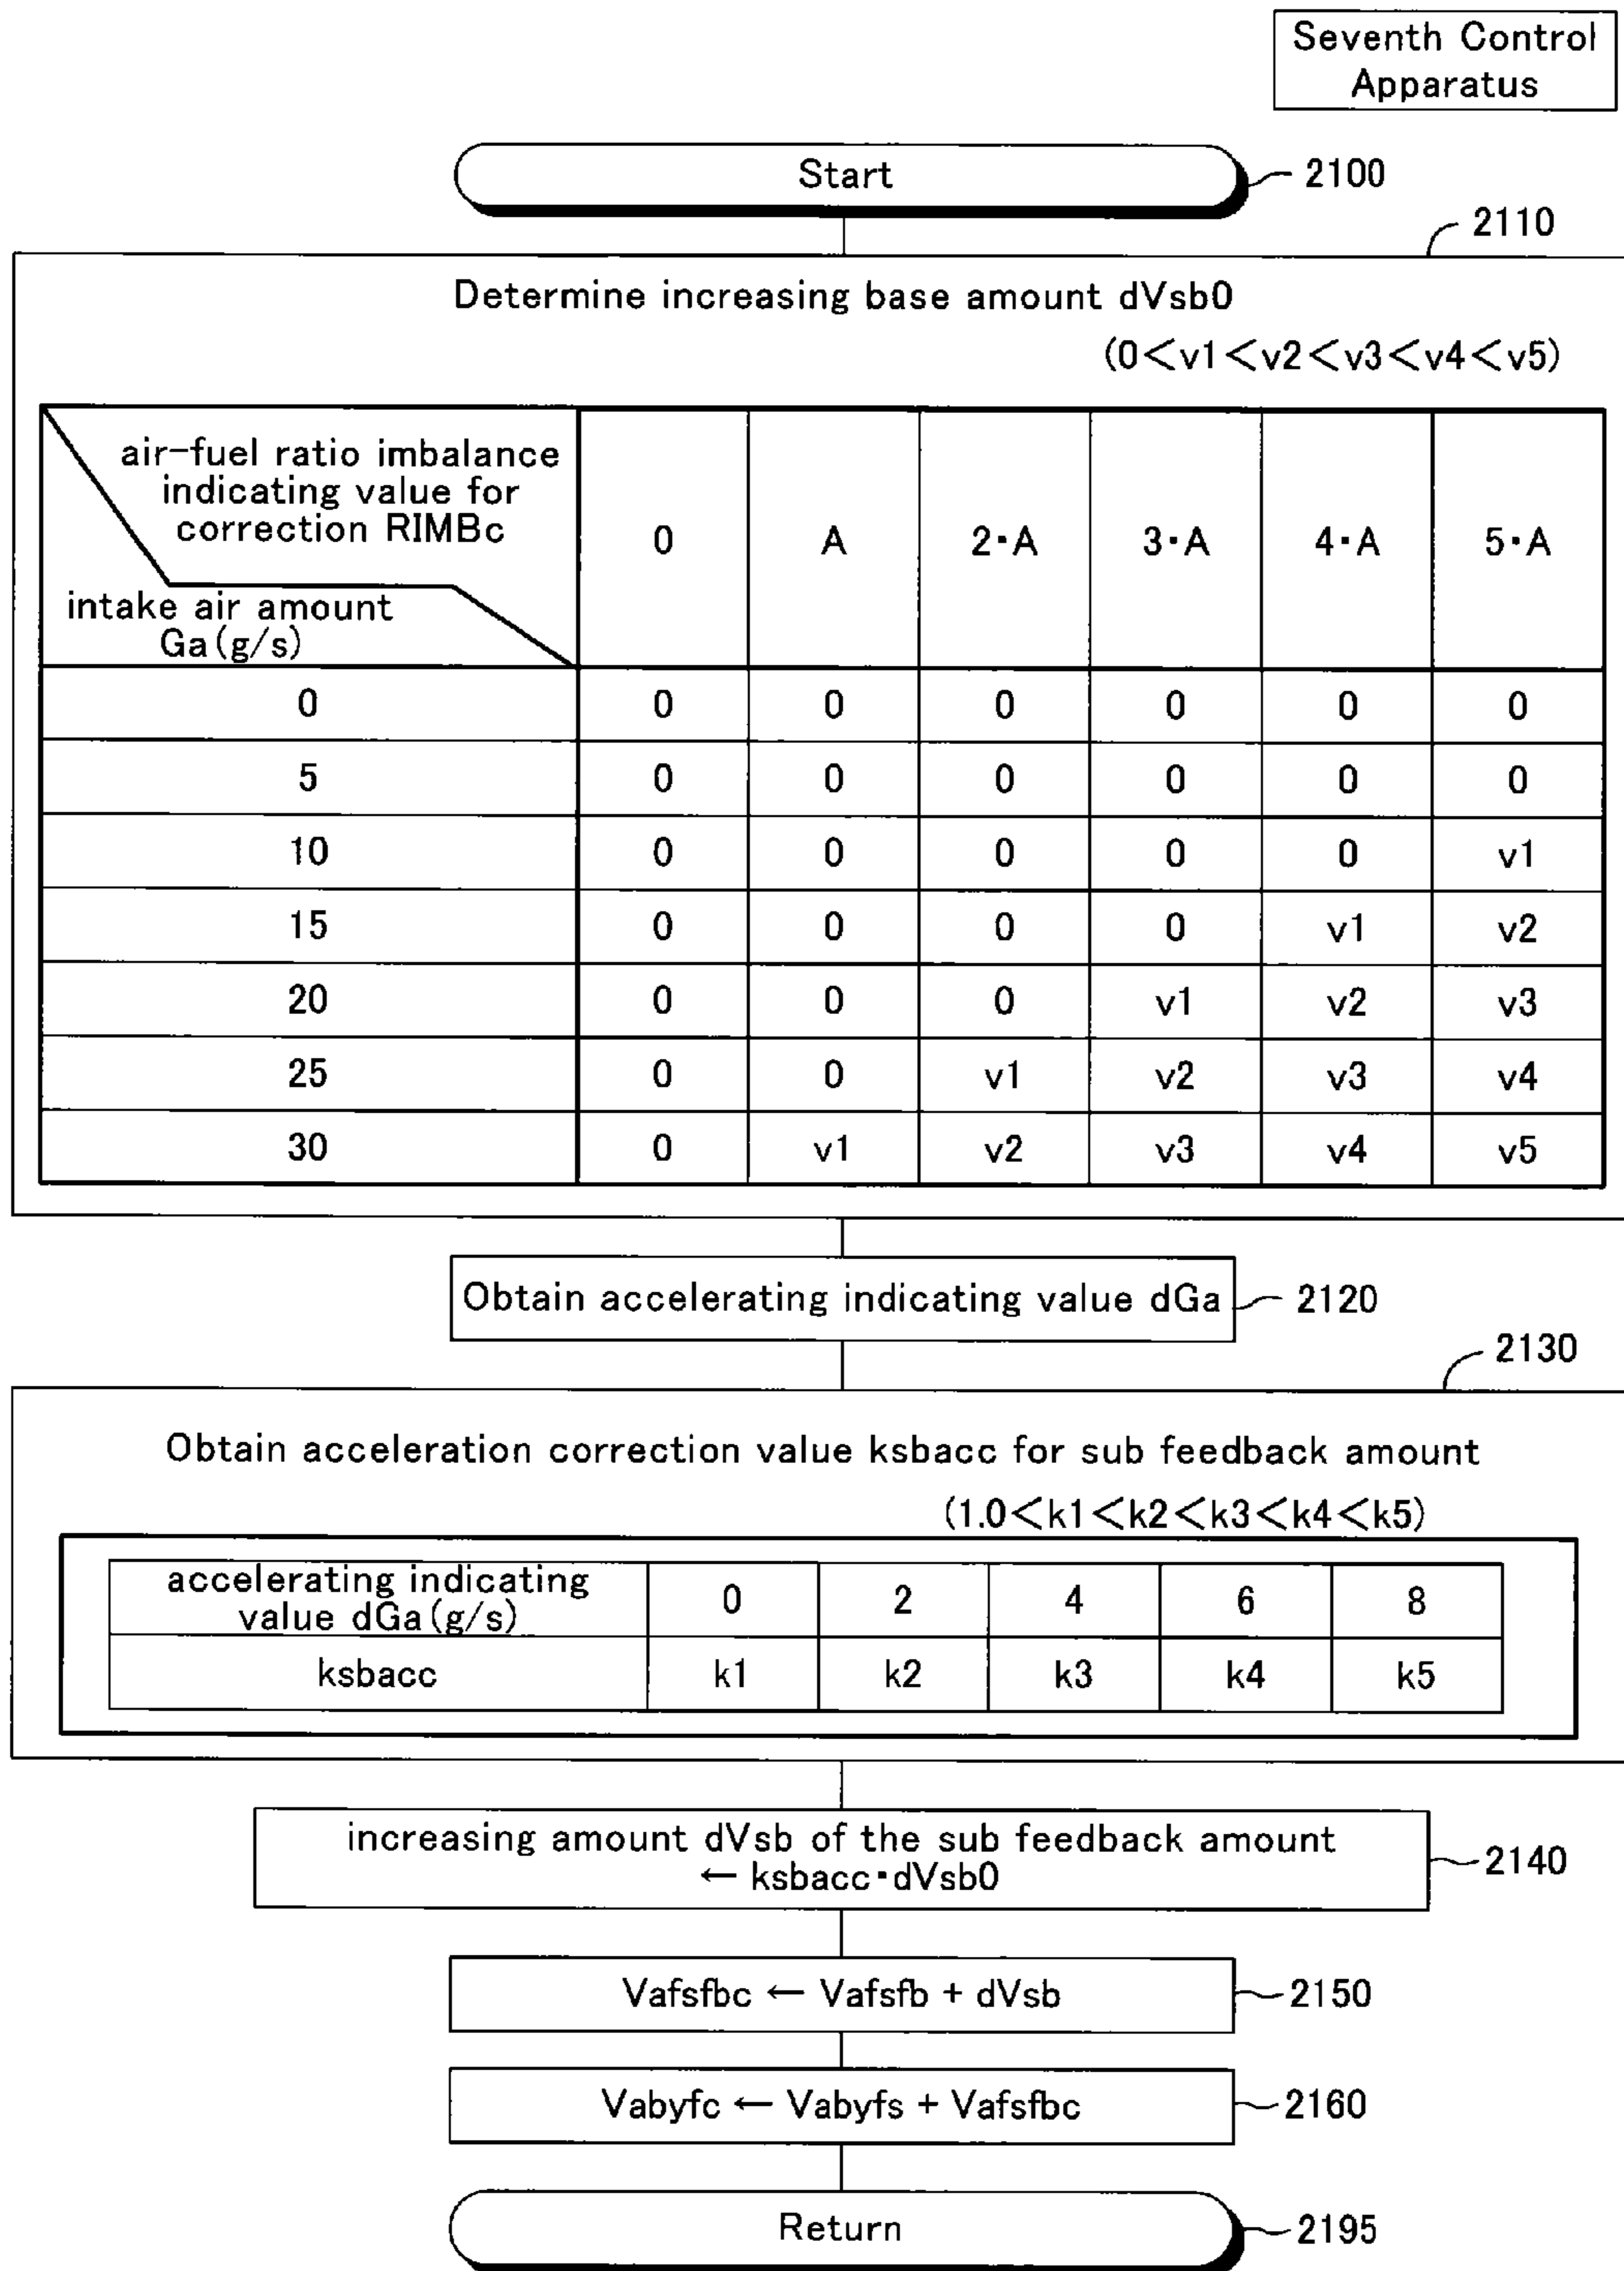 Seventh Control
Apparatus
Start
2100
2110
Determine increasing base amount dVsb0
(0<v1<v2<v3<v4<v5)
air-fuel ratio imbalance
indicating value for
correction RIMBc
intake air amount
Ga(g/s)
0 A 2·A 3·A 4·A 5·A
0 0 0 0 0 0 0
5 0 0 0 0 0 0
10 0 0 0 0 0 v1
15 0 0 0 0 v1 v2
20 0 0 0 v1 v2 v3
25 0 0 v1 v2 v3 v4
30 0 v1 v2 v3 v4 v5
Obtain accelerating indicating value dGa
2120
2130
Obtain acceleration correction value ksbacc for sub feedback amount
(1.0<k1<k2<k3<k4<k5)
accelerating indicating
value dGa(g/s)
0 2 4 6 8
ksbacc k1 k2 k3 k4 k5
increasing amount dVsb of the sub feedback amount
← ksbacc·dVsb0
2140
Vafsfbc ← Vafsfb + dVsb
2150
Vabyfc ← Vabyfs + Vafsfbc
2160
Return
2195